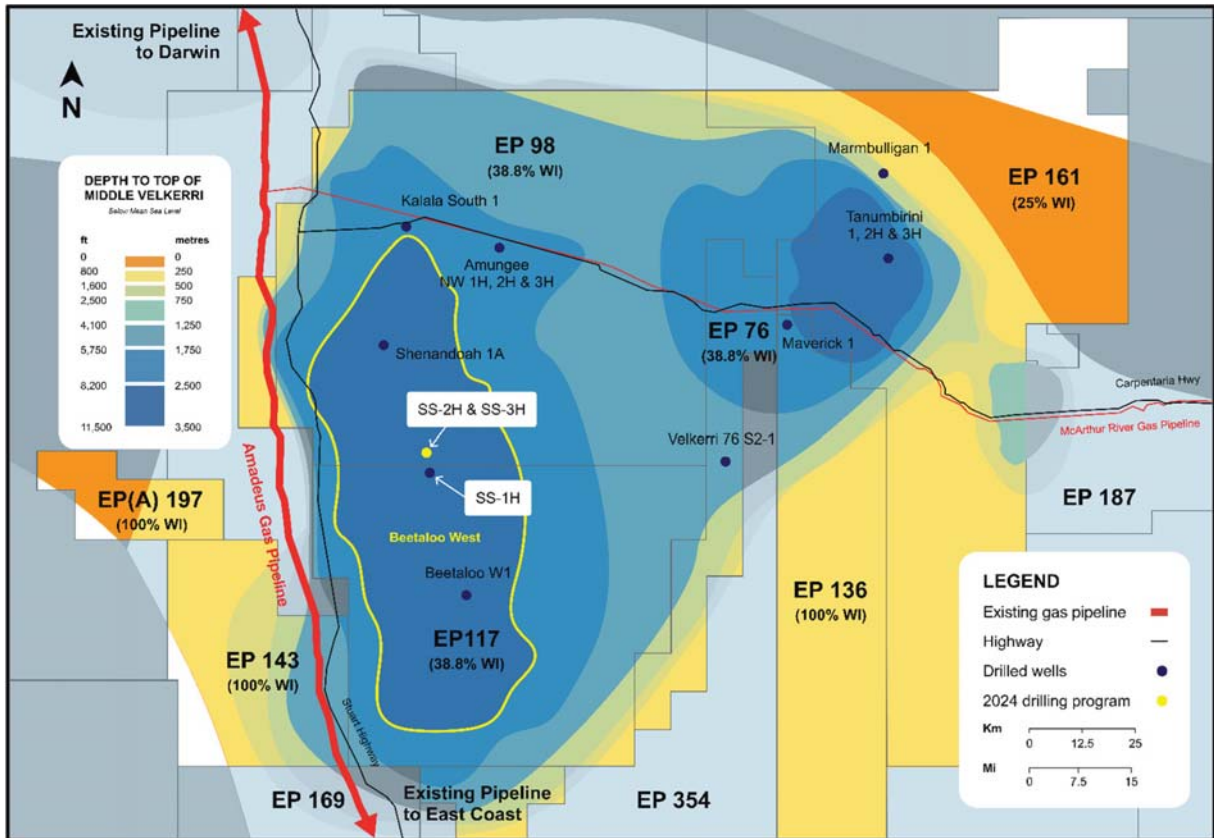 Existing Pipeline
to Darwin
N
DEPTH TO TOP OF
MIDDLE VELKERRI
Below Mean Sea Level
ft metres
0 0
800 250
1,600 500
2,500 750
4,100 1,250
5,750 1,750
8,200 2,500
11,500 3,500
EP 98
(38.8% WI)
Marmbulligan 1
EP 161
(25% WI)
Kalala South 1
Tanumbirini
1, 2H & 3H
Amungee
NW 1H, 2H & 3H
EP 76
(38.8% WI)
Maverick 1
Shenandoah 1A
Carpentaria Hwy
McArthur River Gas Pipeline
SS-2H & SS-3H
Velkerri 76 S2-1
SS-1H
EP(A) 197
(100% WI)
Amadeus Gas Pipeline
EP 187
Beetaloo West
Beetaloo W1
EP 136
(100% WI)
EP117
(38.8% WI)
EP 143
(100% WI)
Stuart Highway
EP 169
Existing Pipeline
to East Coast
EP 354
LEGEND
Existing gas pipeline
Highway
Drilled wells
2024 drilling program
Km
0 12.5 25
Mi
0 7.5 15